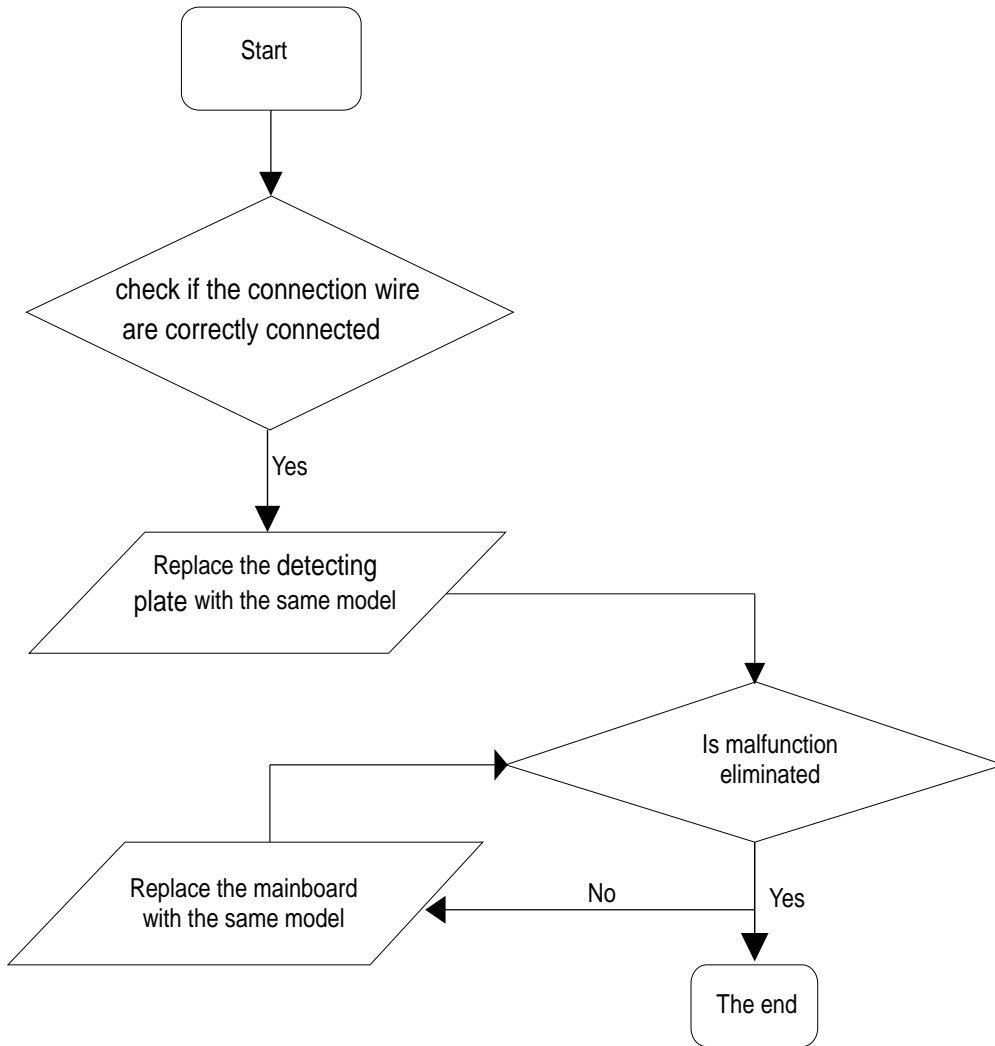 Start
check if the connection wire
are correctly connected
Yes
Replace the detecting
plate with the same model
Is malfunction
eliminated
Replace the mainboard
with the same model
No
Yes
The end